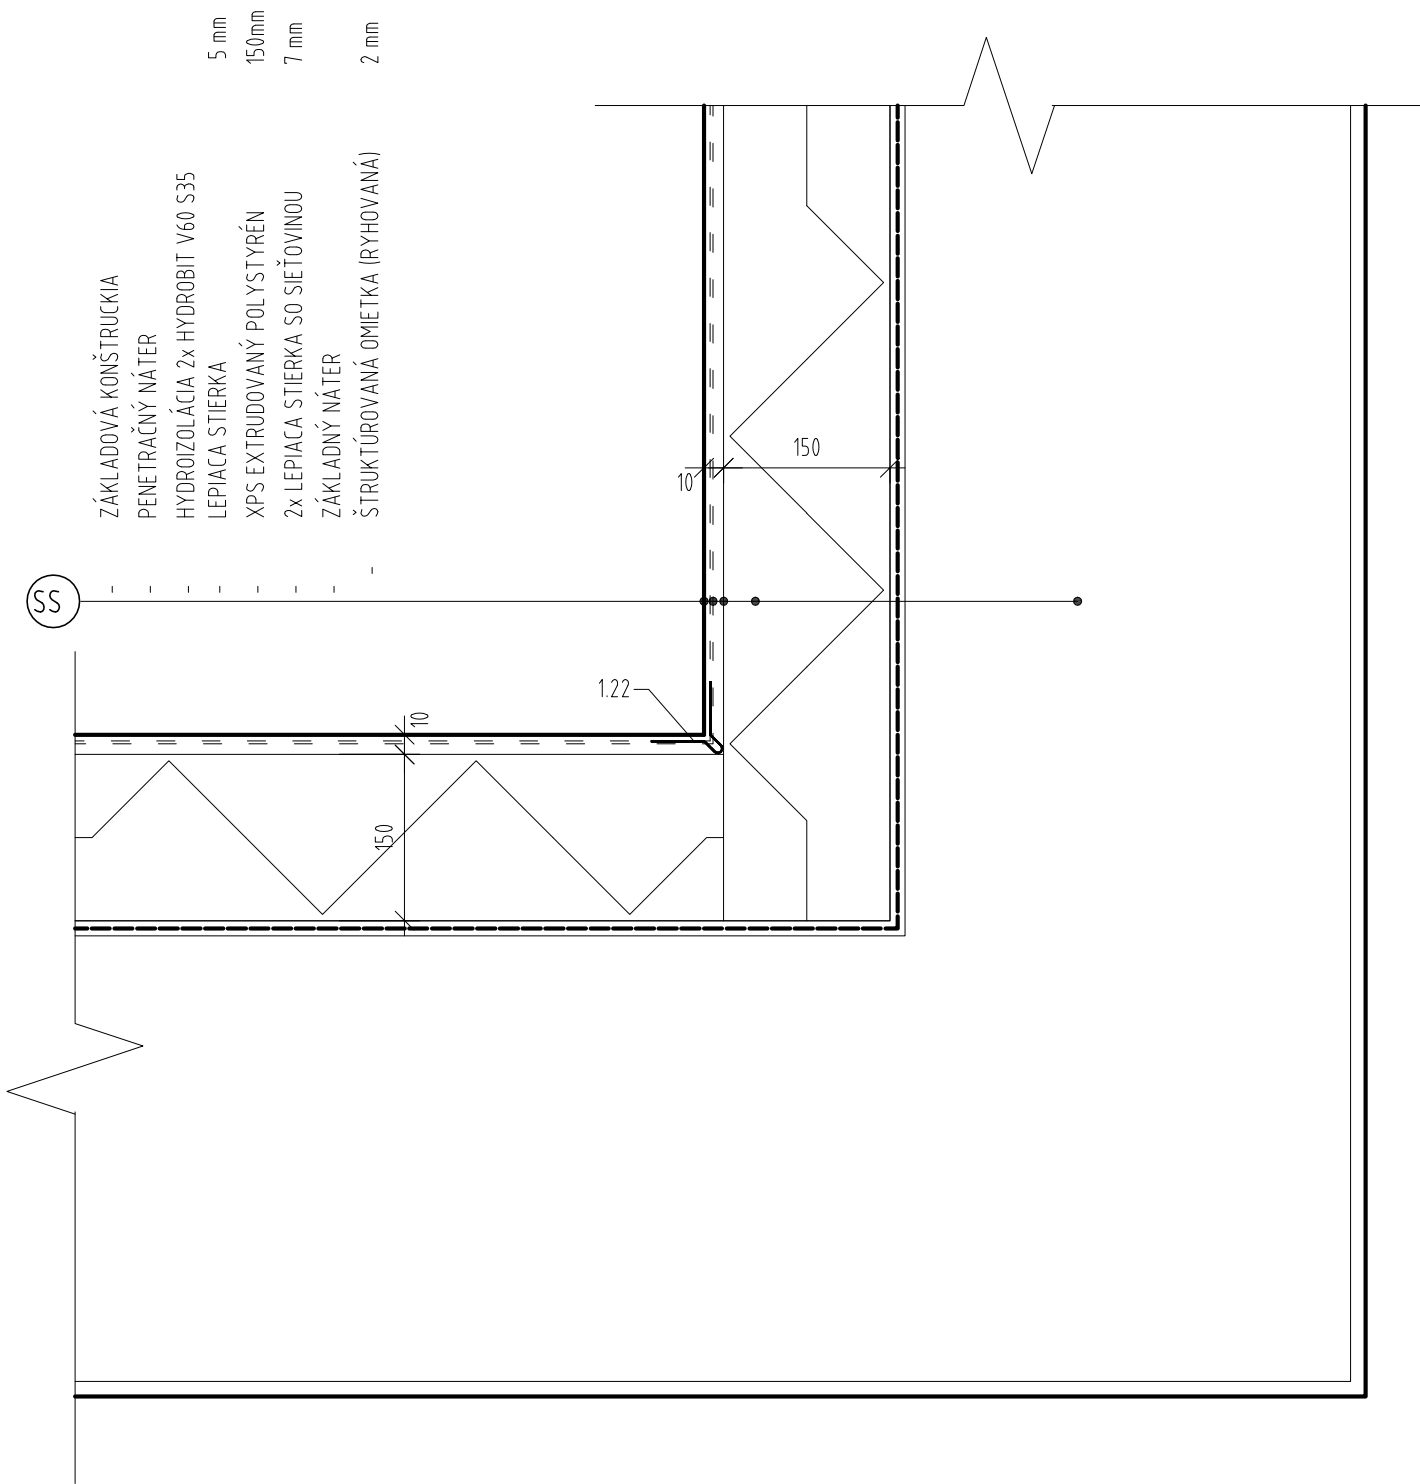 SS
ZÁKLADOVÁ KONŠTRUCKIA
PENETRAČNÝ NÁTER
HYDROIZOLÁCIA 2x HYDROBIT V60 S35
LEPIACA STIERKA 5 mm
XPS EXTRUDOVANÝ POLYSTYRÉN 150mm
2x LEPIACA STIERKA SO SIEŤOVINOU 7 mm
ZÁKLADNÝ NÁTER
ŠTRUKTÚROVANÁ OMIETKA (RYHOVANÁ) 2 mm
150
10
1.22
10
150